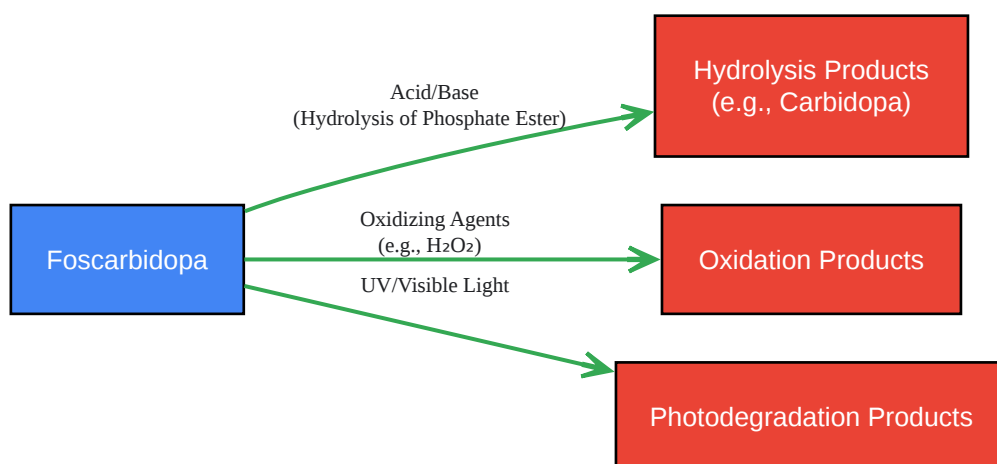 Hydrolysis Products
(e.g., Carbidopa)
Acid/Base
(Hydrolysis of Phosphate Ester)
Foscarbidopa
Oxidizing Agents
(e.g., H₂O₂)
Oxidation Products
UV/Visible Light
Photodegradation Products